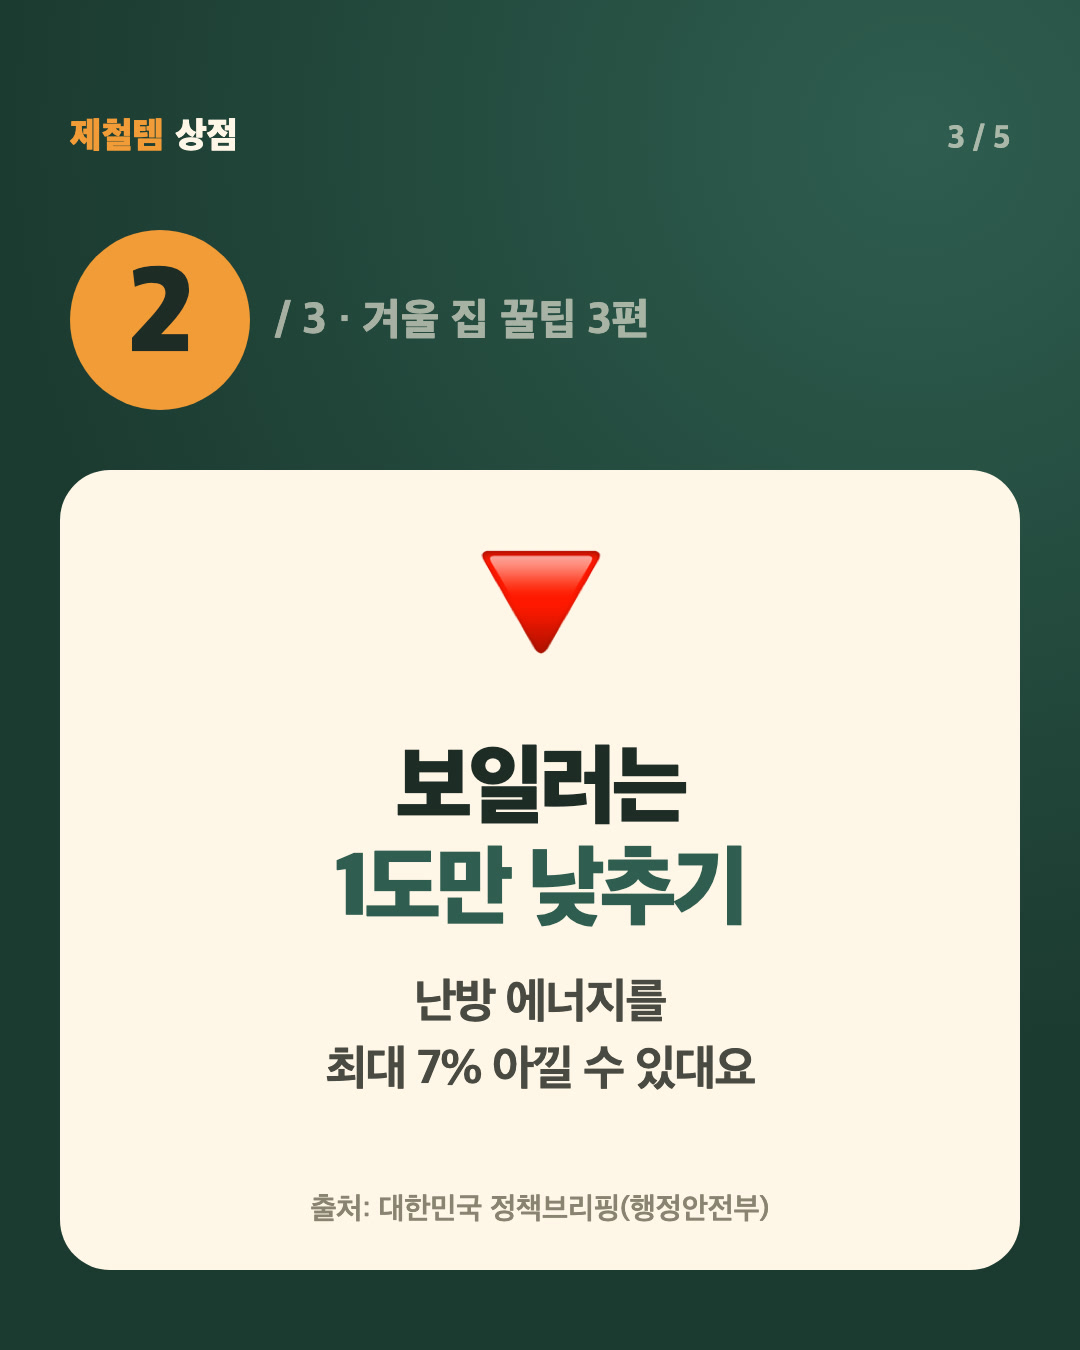 제철템 상점
3 / 5
2 / 3 · 겨울 집 꿀팁 3편
보일러는
1도만 낮추기
난방 에너지를
최대 7% 아낄 수 있대요
출처: 대한민국 정책브리핑(행정안전부)